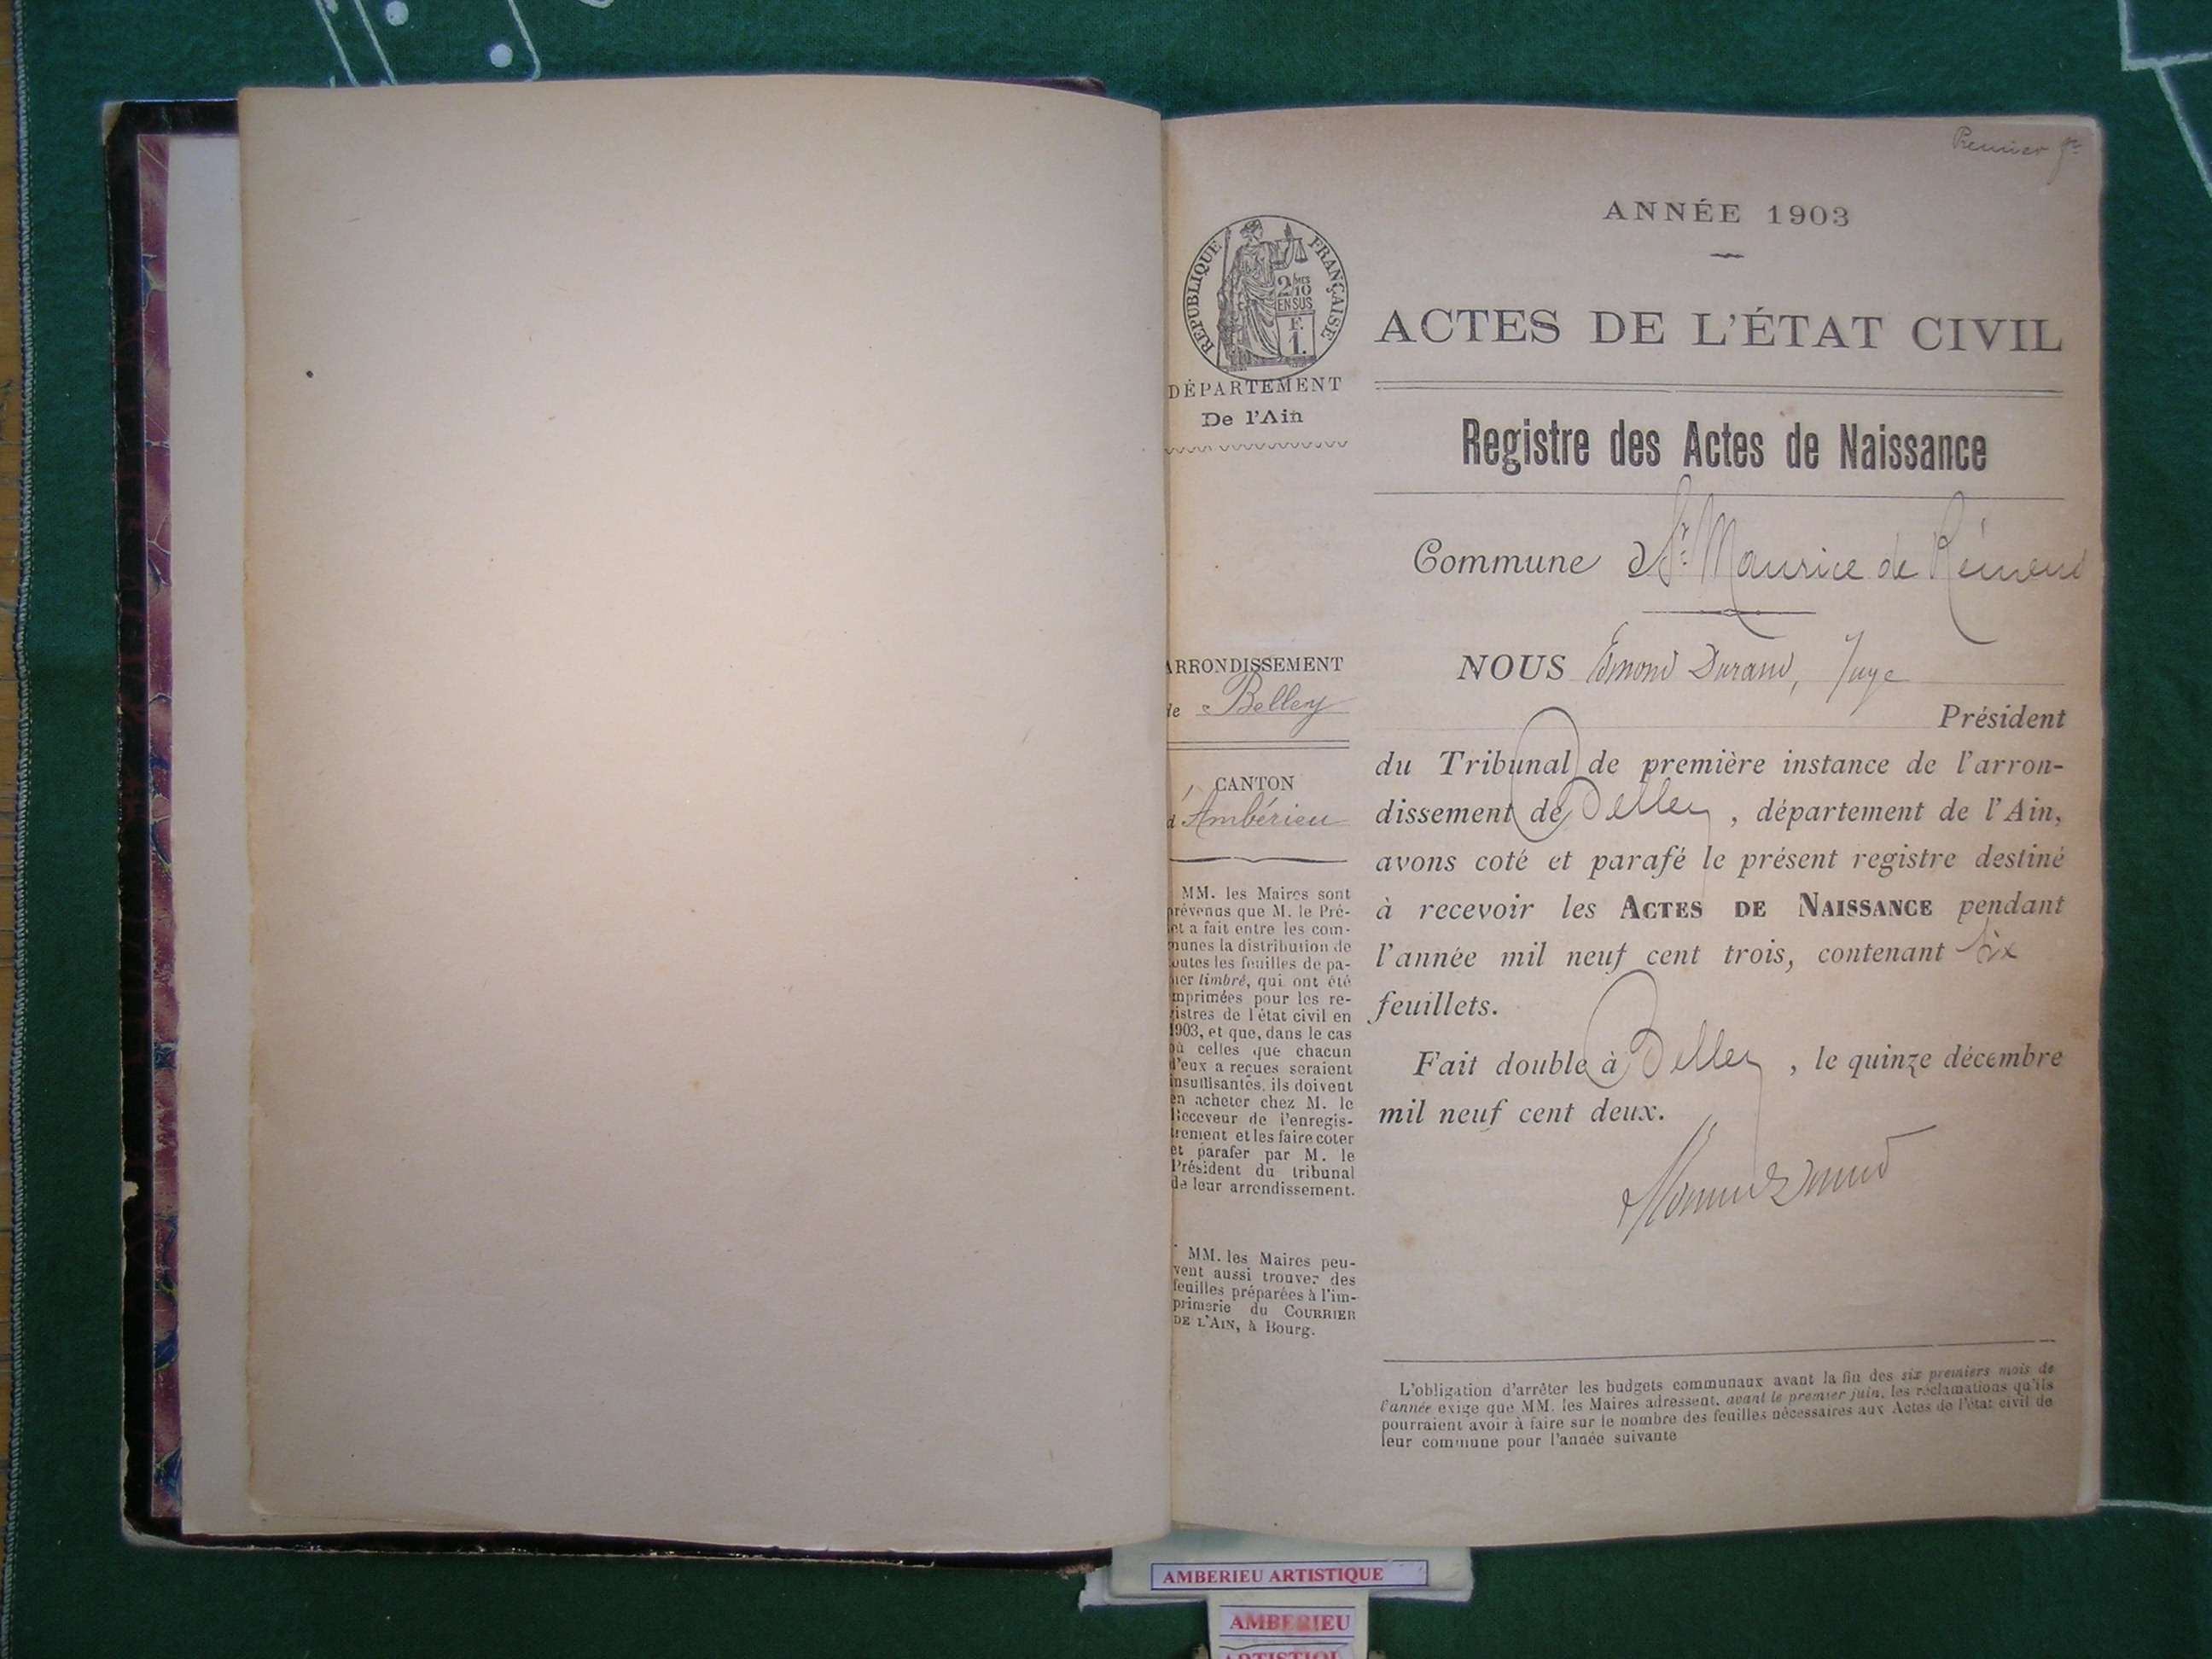 Premier
ANNÉE 1903
RÉPUBLIQUE FRANÇAISE
2/10
EN SUS
F.
1.
ACTES DE L'ÉTAT CIVIL
DÉPARTEMENT
De l'Ain
Registre des Actes de Naissance
Commune St Maurice de Rémens
ARRONDISSEMENT
de Belley
CANTON
d'Ambérieu
NOUS Edmond Durand, Juge
Président
du Tribunal de première instance de l'arron-
dissement de Belley, département de l'Ain,
avons coté et parafé le présent registre destiné
à recevoir les ACTES DE NAISSANCE pendant
l'année mil neuf cent trois, contenant Six
feuillets.
Fait double à Belley, le quinze décembre
mil neuf cent deux.
MM. les Maires sont
prévenus que M. le Pré-
et a fait entre les com-
munes la distribution de
toutes les feuilles de pa-
pier timbré, qui ont été
imprimées pour les re-
gistres de l'état civil en
1903, et que, dans le cas
où celles que chacun
d'eux a reçues seraient
insuffisantes, ils doivent
en acheter chez M. le
Receveur de l'enregis-
trement et les faire coter
et parafer par M. le
Président du tribunal
de leur arrondissement.
MM. les Maires peu-
vent aussi trouver des
feuilles préparées à l'im-
primerie du COURRIER
DE L'AIN, à Bourg.
L'obligation d'arrêter les budgets communaux avant la fin des six premiers mois de
l'année exige que MM. les Maires adressent, avant le premier juin, les réclamations qu'ils
pourraient avoir à faire sur le nombre des feuilles nécessaires aux Actes de l'état civil de
leur commune pour l'année suivante
AMBERIEU ARTISTIQUE
AMBERIEU